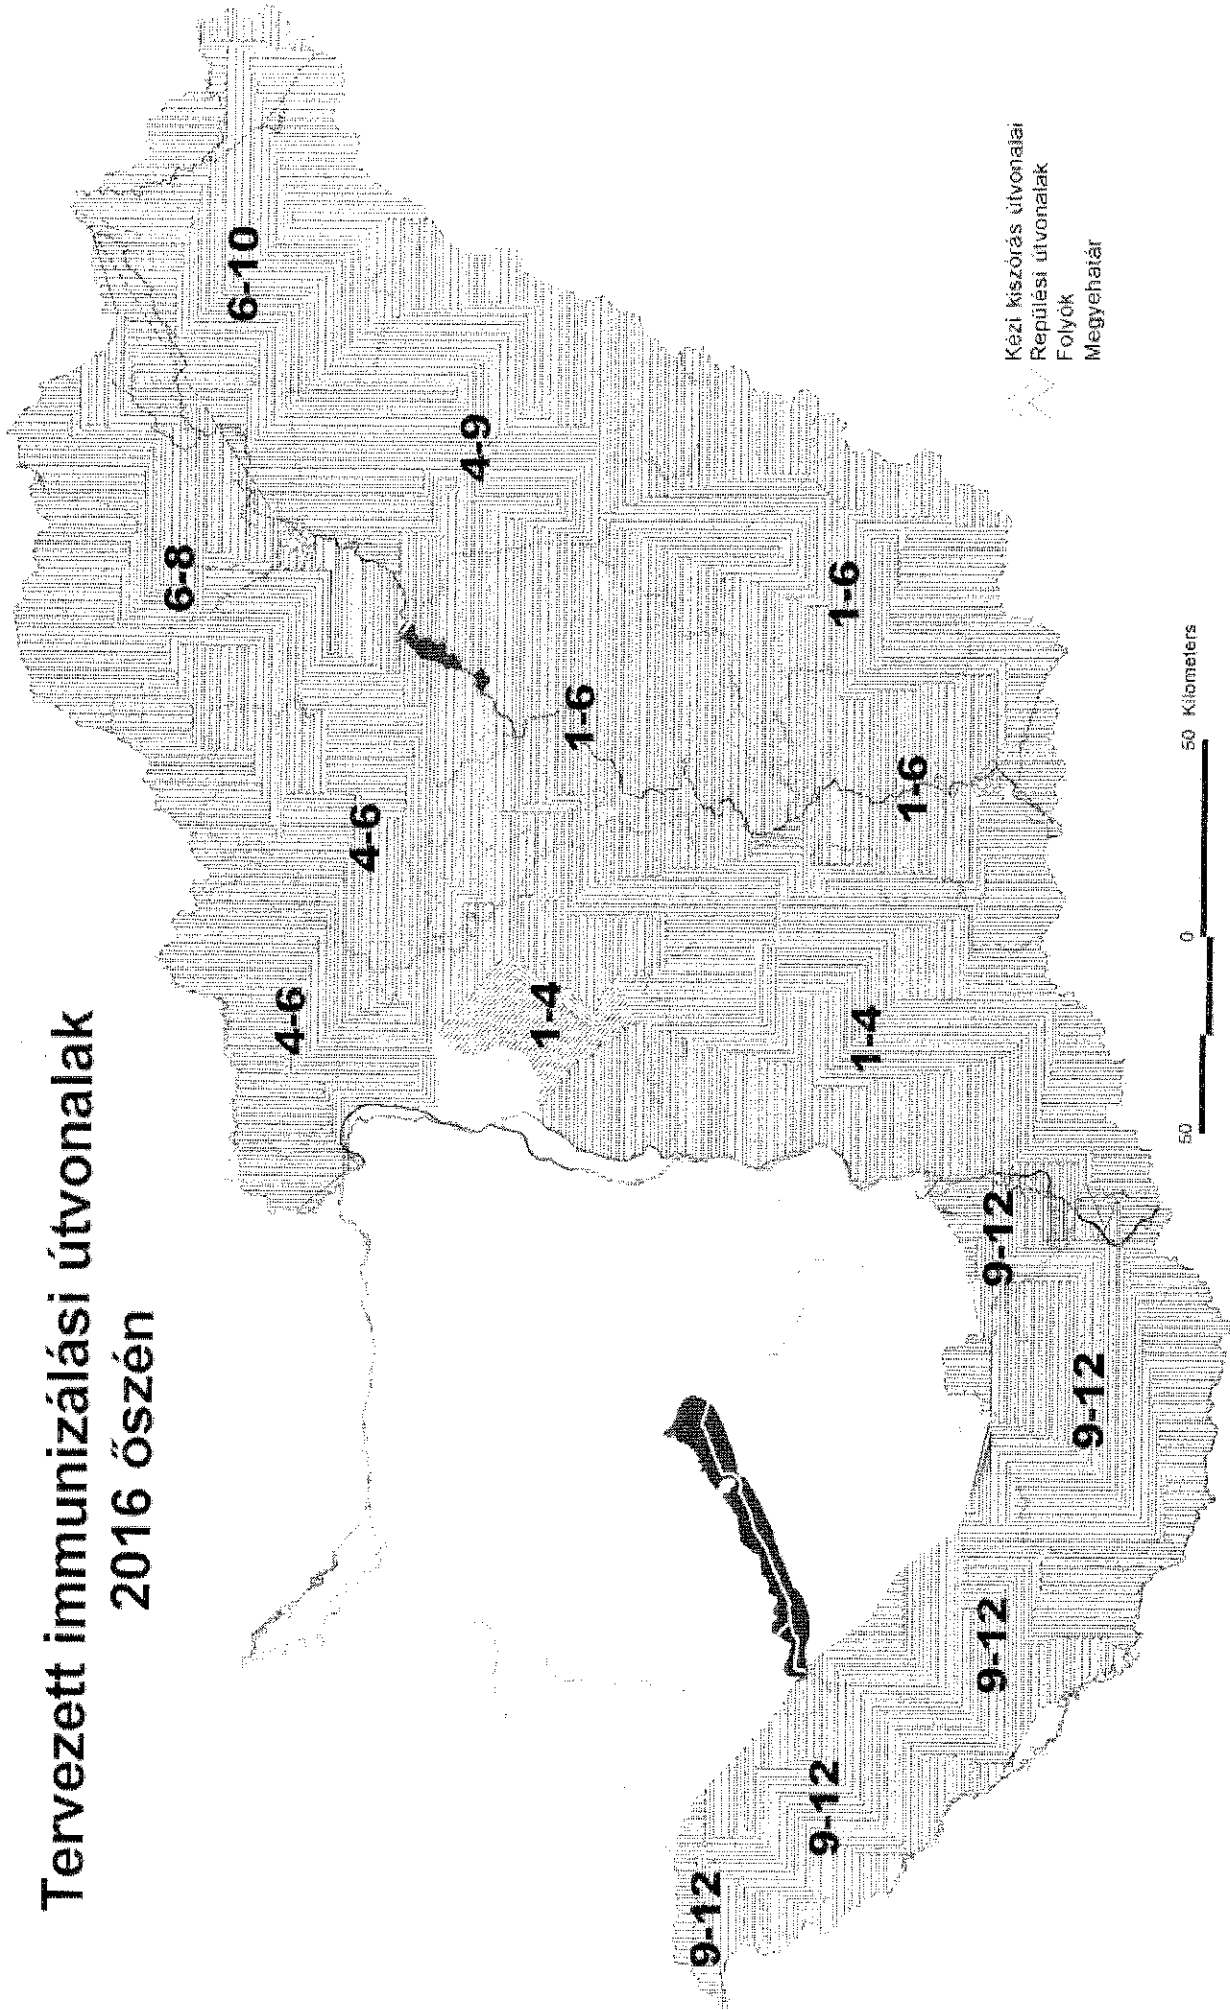 Tervezett immunizálási útvonalak
2016 őszén
6-10
6-8
4-9
4-6
4-6
1-6
1-6
1-6
1-4
1-4
9-12
9-12
9-12
9-12
9-12
Kézi kiszórás útvonalai
Repülési útvonalak
Folyók
Megyehatár
50 0 50 Kilometers